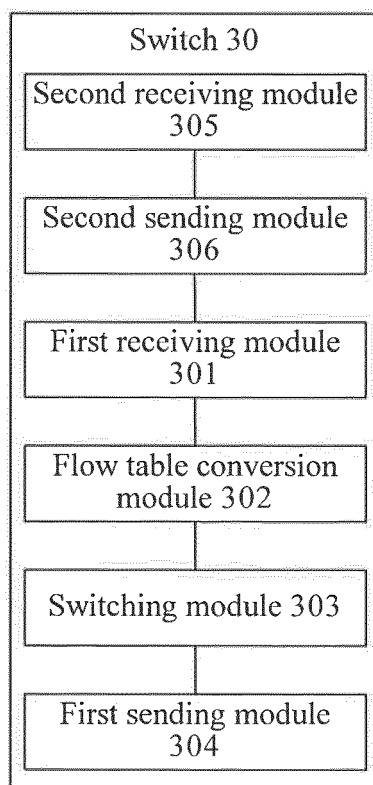 Switch 30
Second receiving module
305
Second sending module
306
First receiving module
301
Flow table conversion
module 302
Switching module 303
First sending module
304